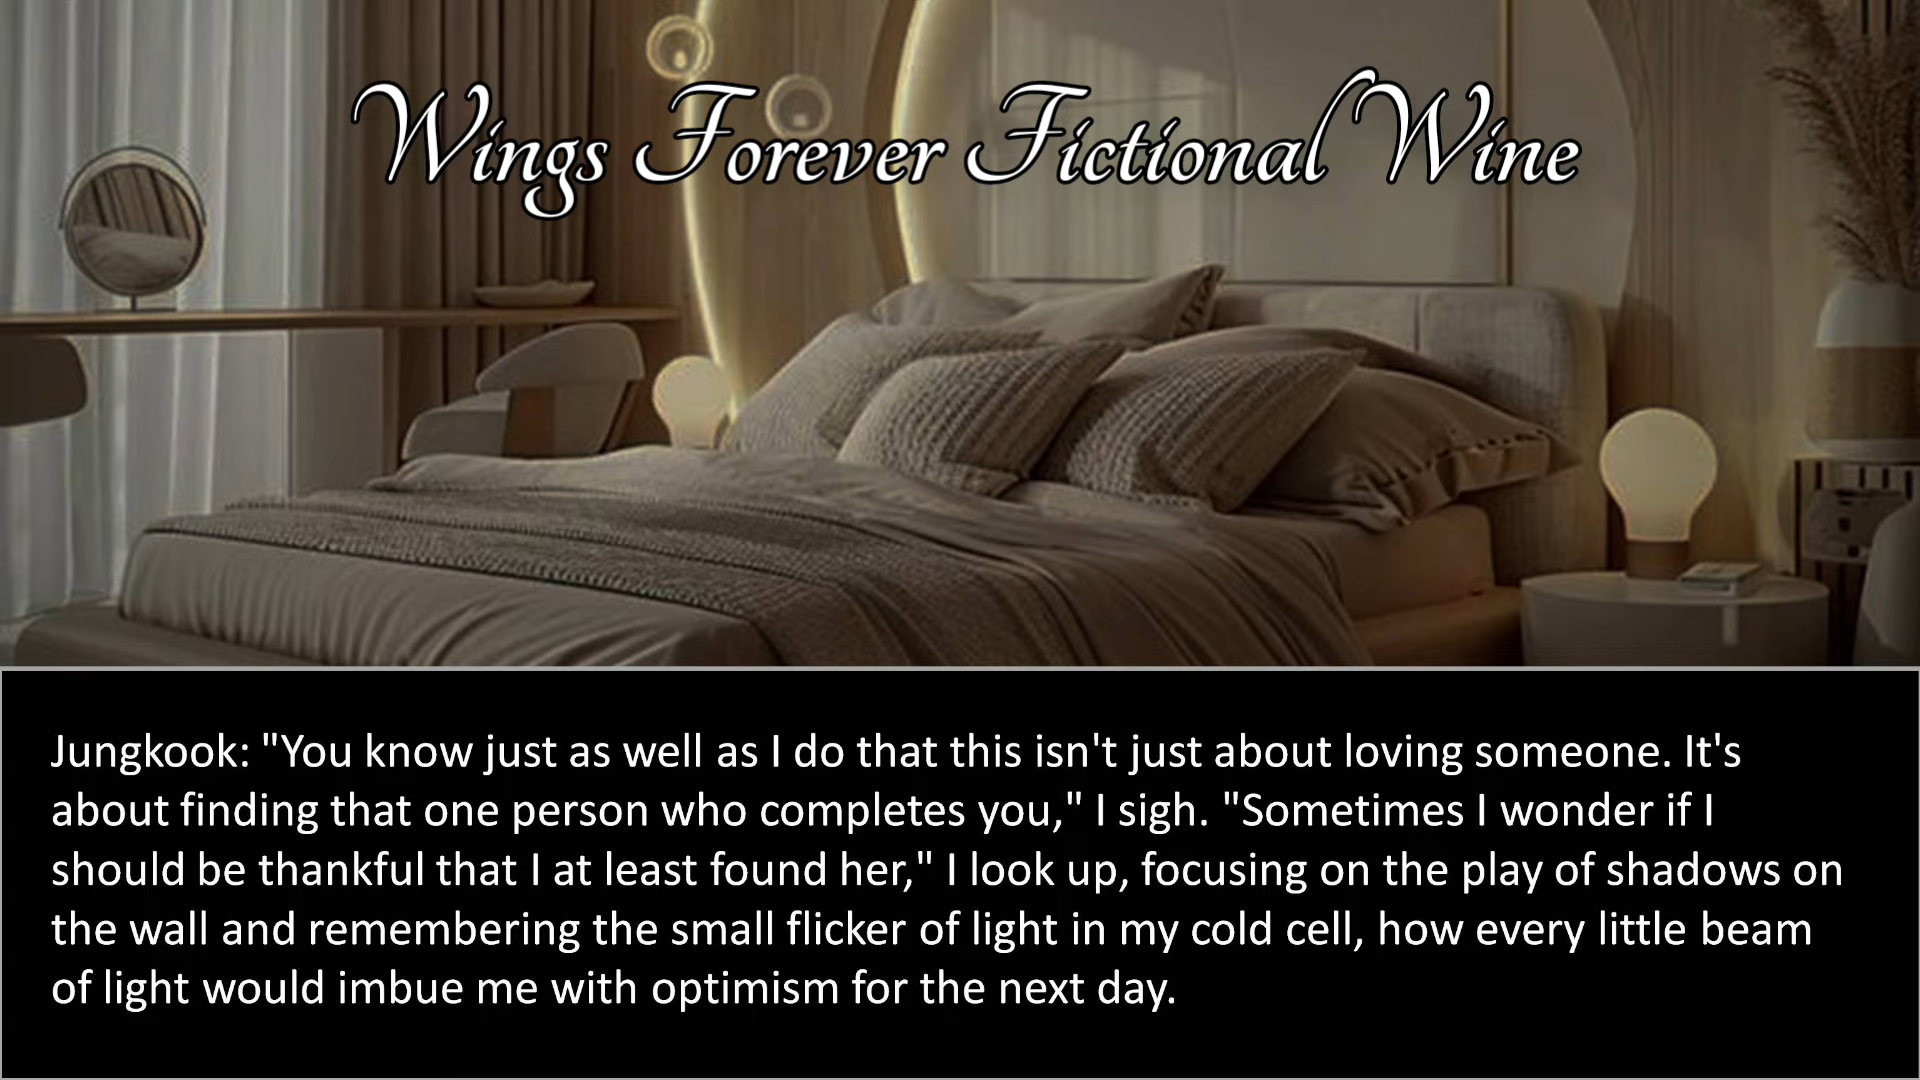 Wings Forever Fictional Wine
Jungkook: "You know just as well as I do that this isn't just about loving someone. It's
about finding that one person who completes you," I sigh. "Sometimes I wonder if I
should be thankful that I at least found her," I look up, focusing on the play of shadows on
the wall and remembering the small flicker of light in my cold cell, how every little beam
of light would imbue me with optimism for the next day.